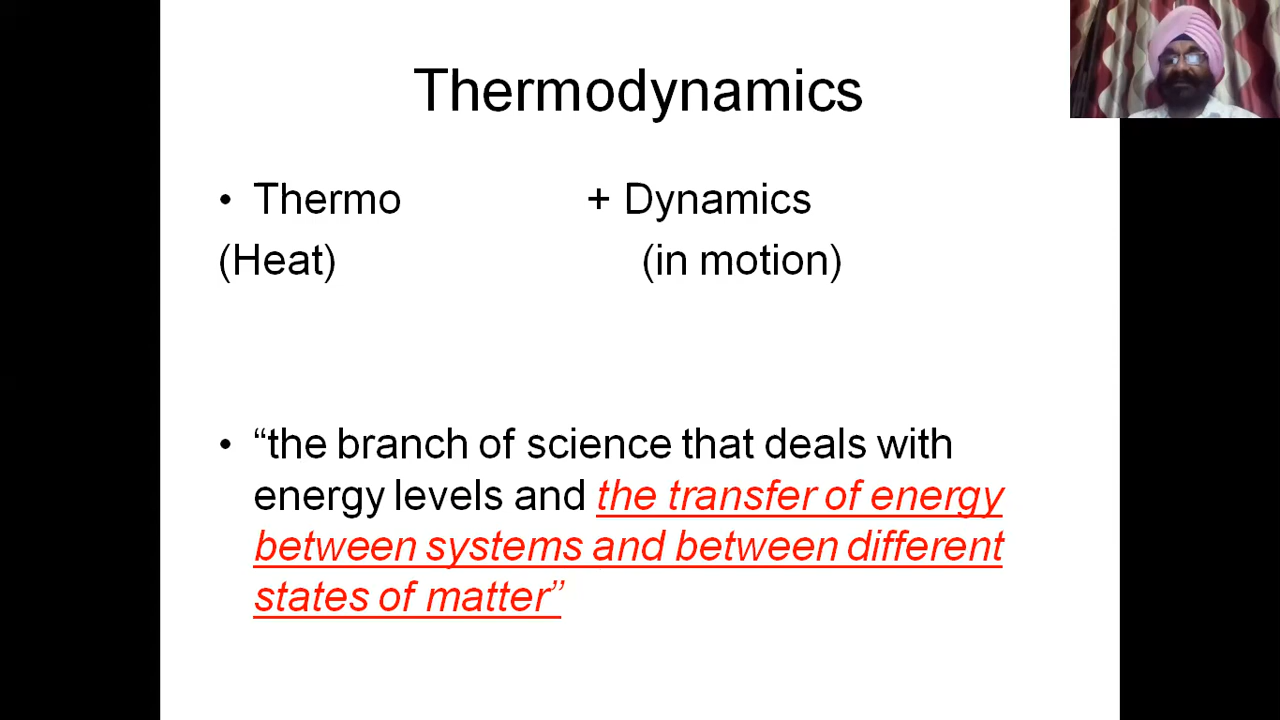 Thermodynamics
• Thermo + Dynamics
(Heat) (in motion)
• “the branch of science that deals with
energy levels and the transfer of energy
between systems and between different
states of matter”